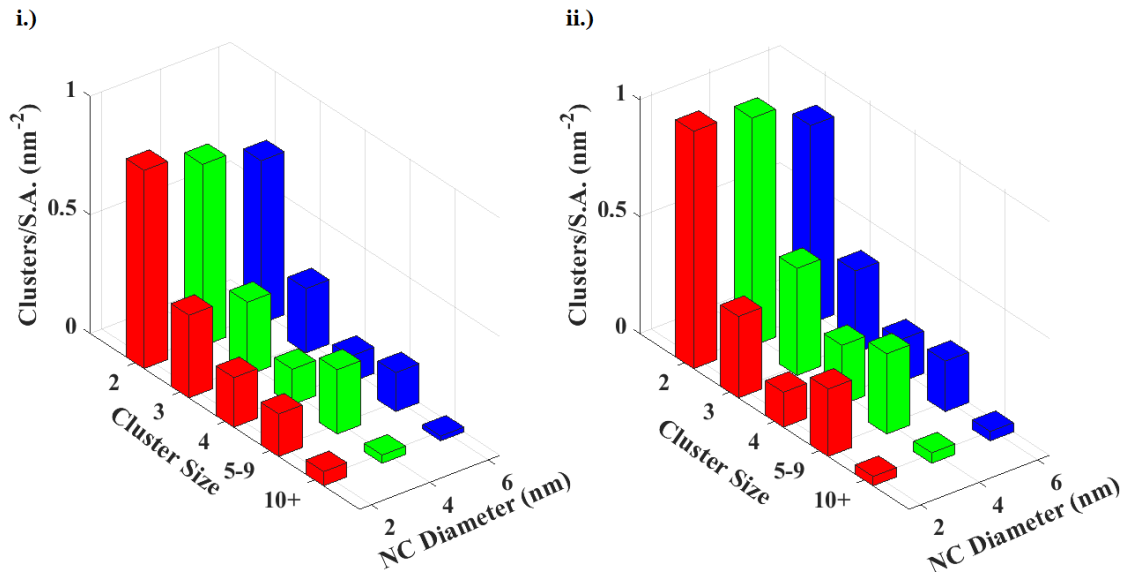 i.)
1
0.5
0
Clusters/S.A. (nm-2)
2
3
4
5-9
10+
Cluster Size
2
4
6
NC Diameter (nm)
ii.)
1
0.5
0
Clusters/S.A. (nm-2)
2
3
4
5-9
10+
Cluster Size
2
4
6
NC Diameter (nm)